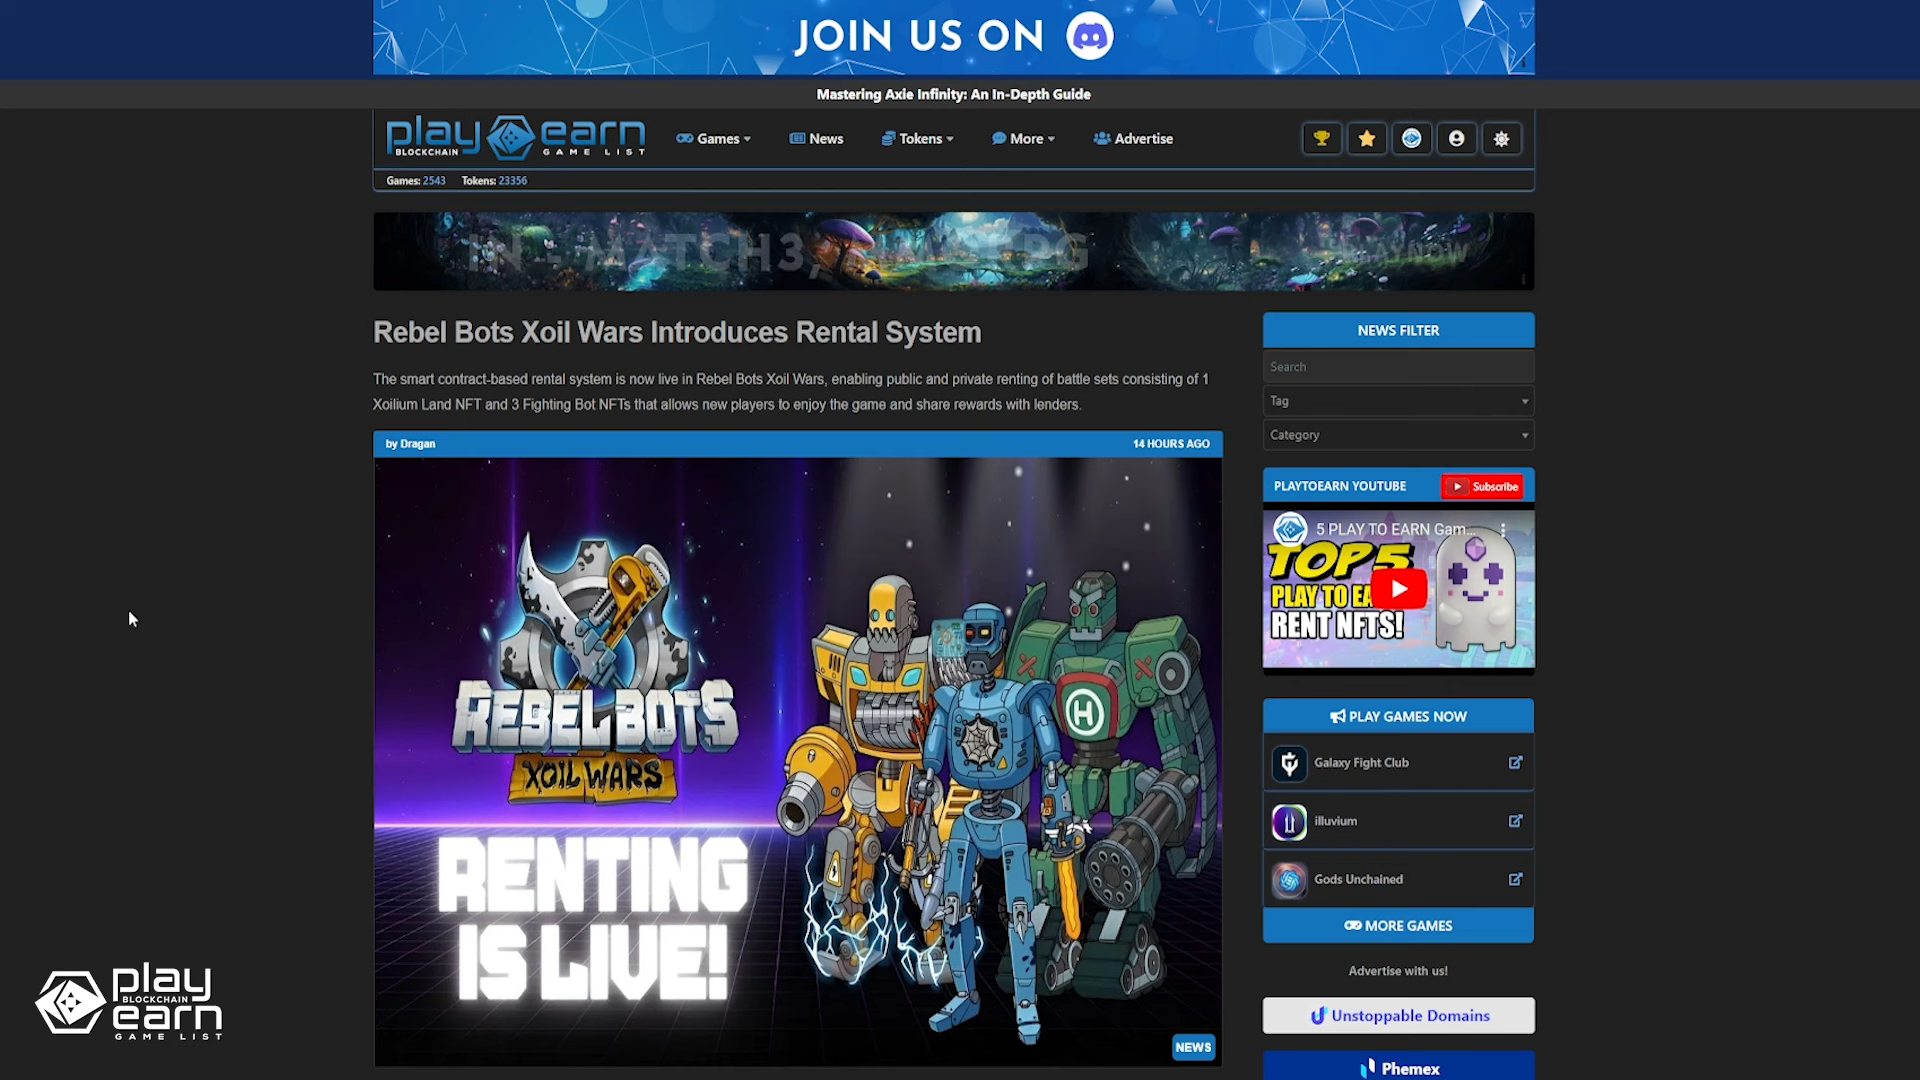 JOIN US ON
Mastering Axie Infinity: An In-Depth Guide
play earn
BLOCKCHAIN GAME LIST
Games
News
Tokens
More
Advertise
Games: 2543 Tokens: 23356
IN - MATCH3,
Rebel Bots Xoil Wars Introduces Rental System
The smart contract-based rental system is now live in Rebel Bots Xoil Wars, enabling public and private renting of battle sets consisting of 1
Xoilium Land NFT and 3 Fighting Bot NFTs that allows new players to enjoy the game and share rewards with lenders.
by Dragan
14 HOURS AGO
REBEL BOTS
XOIL WARS
RENTING
IS LIVE!
H
NEWS
NEWS FILTER
Search
Tag
Category
PLAYTOEARN YOUTUBE
Subscribe
5 PLAY TO EARN Gam...
TOP 5
PLAY TO EA
RENT NFTS!
PLAY GAMES NOW
Galaxy Fight Club
illuvium
Gods Unchained
MORE GAMES
Advertise with us!
Unstoppable Domains
Phemex
play
BLOCKCHAIN
earn
GAME LIST